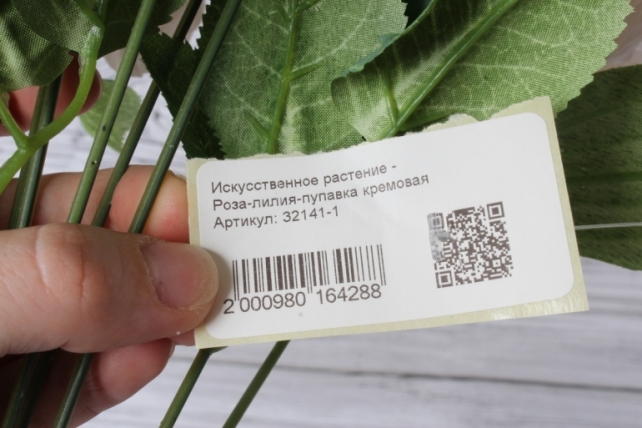 Искусственное растение -
Роза-лилия-пупавка кремовая
Артикул: 32141-1
2 000980 164288